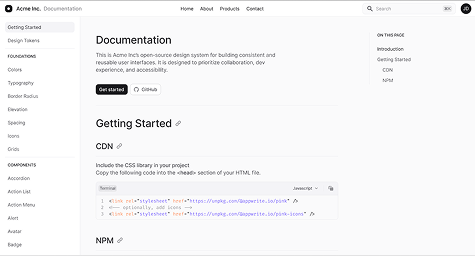 Acme Inc. Documentation
Home
About
Products
Contact
Search
JD
Getting Started
Design Tokens
FOUNDATIONS
Colors
Typography
Border Radius
Elevation
Spacing
Icons
Grids
COMPONENTS
Accordion
Action List
Action Menu
Alert
Avatar
Badge
Documentation
This is Acme Inc's open-source design system for building consistent and
reusable user interfaces. It is designed to prioritize collaboration, dev
experience, and accessibility.
Get started
GitHub
Getting Started
CDN
Include the CSS library in your project
Copy the following code into the <head> section of your HTML file.
Terminal
Javascript
1 <link rel="stylesheet" href="https://unpkg.com/@appwrite.io/pink" />
2 <!-- optionally, add icons -->
3 <link rel="stylesheet" href="https://unpkg.com/@appwrite.io/pink-icons" />
NPM
ON THIS PAGE
Introduction
Getting Started
CDN
NPM